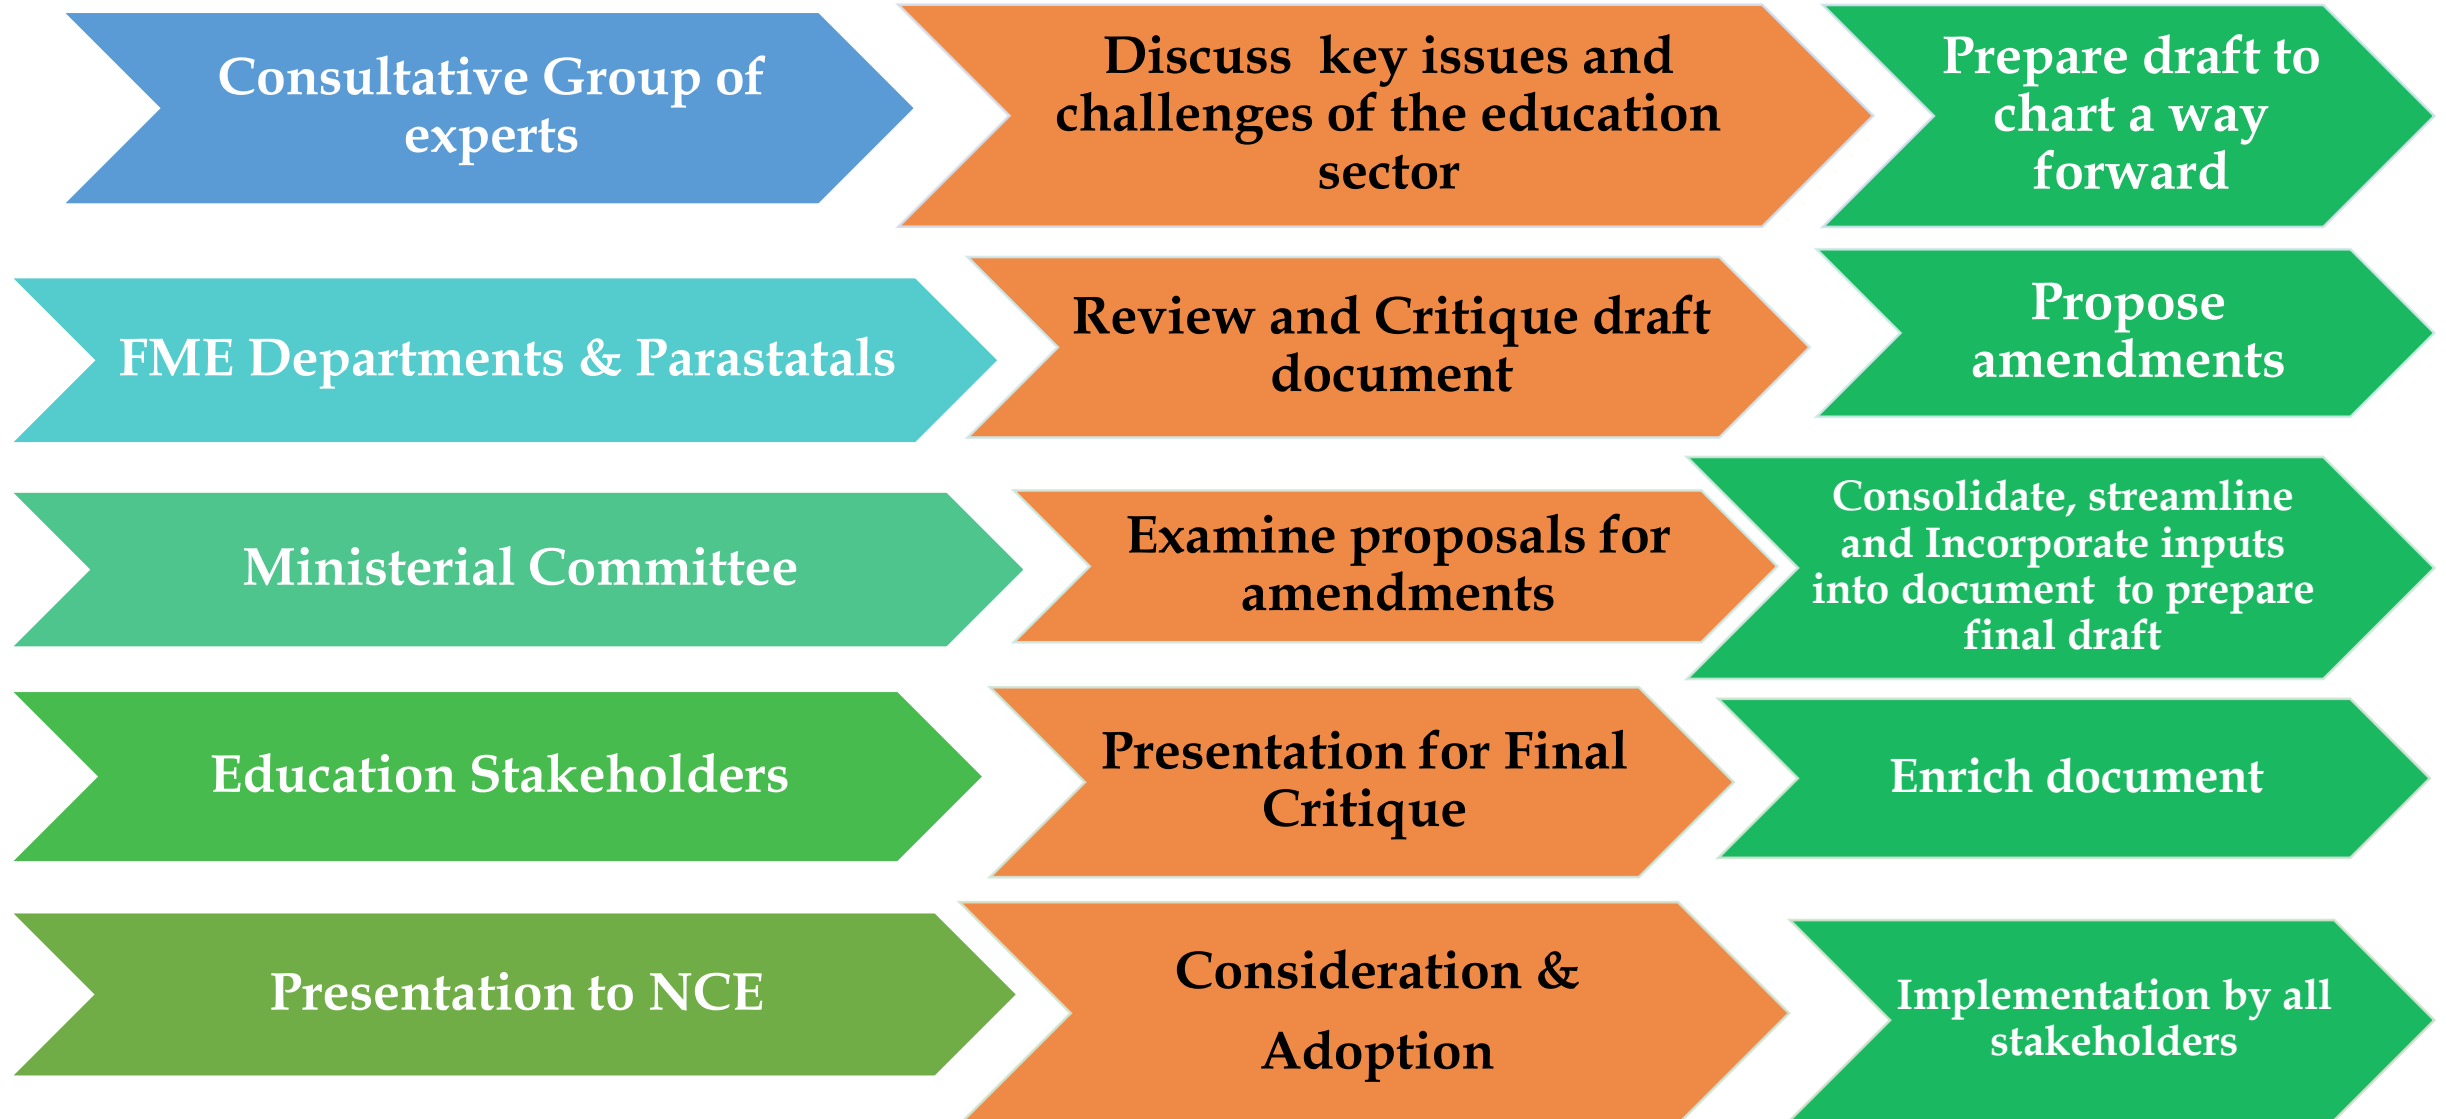 Consultative Group of
experts
Discuss key issues and
challenges of the education
sector
Prepare draft to
chart a way
forward
FME Departments & Parastatals
Review and Critique draft
document
Propose
amendments
Ministerial Committee
Examine proposals for
amendments
Consolidate, streamline
and Incorporate inputs
into document to prepare
final draft
Education Stakeholders
Presentation for Final
Critique
Enrich document
Presentation to NCE
Consideration &
Adoption
Implementation by all
stakeholders